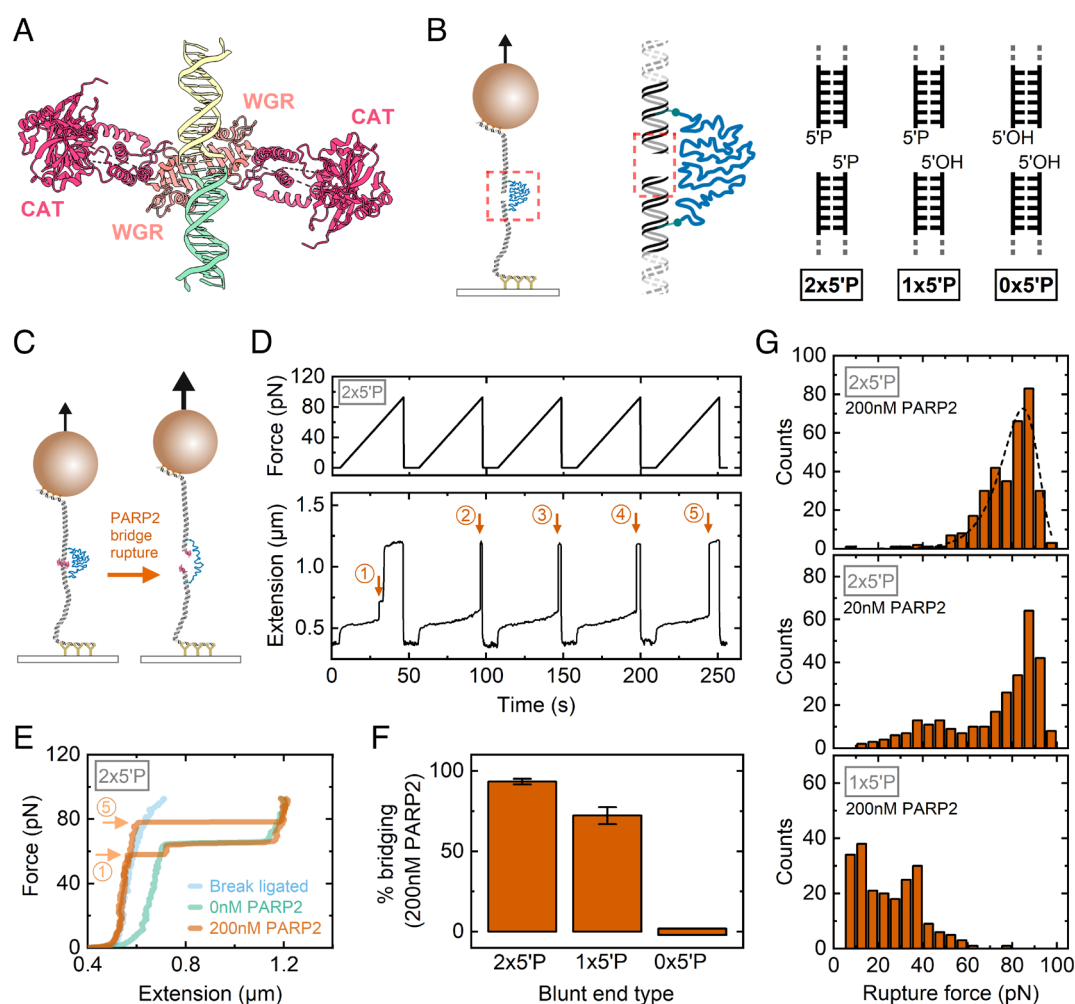 A
CAT
WGR
WGR
CAT
B
5'P
5'P
2x5'P
5'P
5'OH
1x5'P
5'OH
5'OH
0x5'P
C
PARP2
bridge
rupture
D
Force (pN)
120
80
40
0
2x5'P
Extension (μm)
1.5
1.0
0.5
①
②
③
④
⑤
0
50
100
150
200
250
Time (s)
E
Force (pN)
120
80
40
0
2x5'P
⑤
①
Break ligated
0nM PARP2
200nM PARP2
0.4
0.8
1.2
Extension (μm)
F
% bridging
(200nM PARP2)
100
50
0
2x5'P
1x5'P
0x5'P
Blunt end type
G
Counts
100
80
60
40
20
0
2x5'P
200nM PARP2
Counts
80
60
40
20
0
2x5'P
20nM PARP2
Counts
60
40
20
0
1x5'P
200nM PARP2
0
20
40
60
80
100
Rupture force (pN)